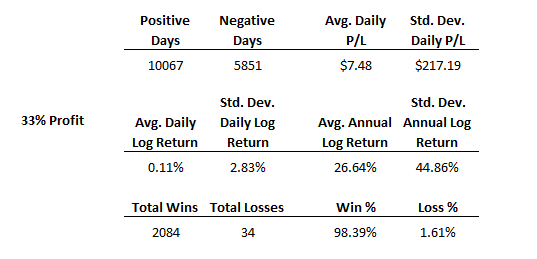 Positive Negative Avg. Daily Std. Dev.
Days Days P/L Daily P/L
10067 5851 $7.48 $217.19
Std. Dev. Std. Dev.
33% Profit Avg. Daily Daily Log Avg. Annual Annual Log
Log Return Return Log Return Return
0.11% 2.83% 26.64% 44.86%
Total Wins Total Losses Win % Loss %
2084 34 98.39% 1.61%